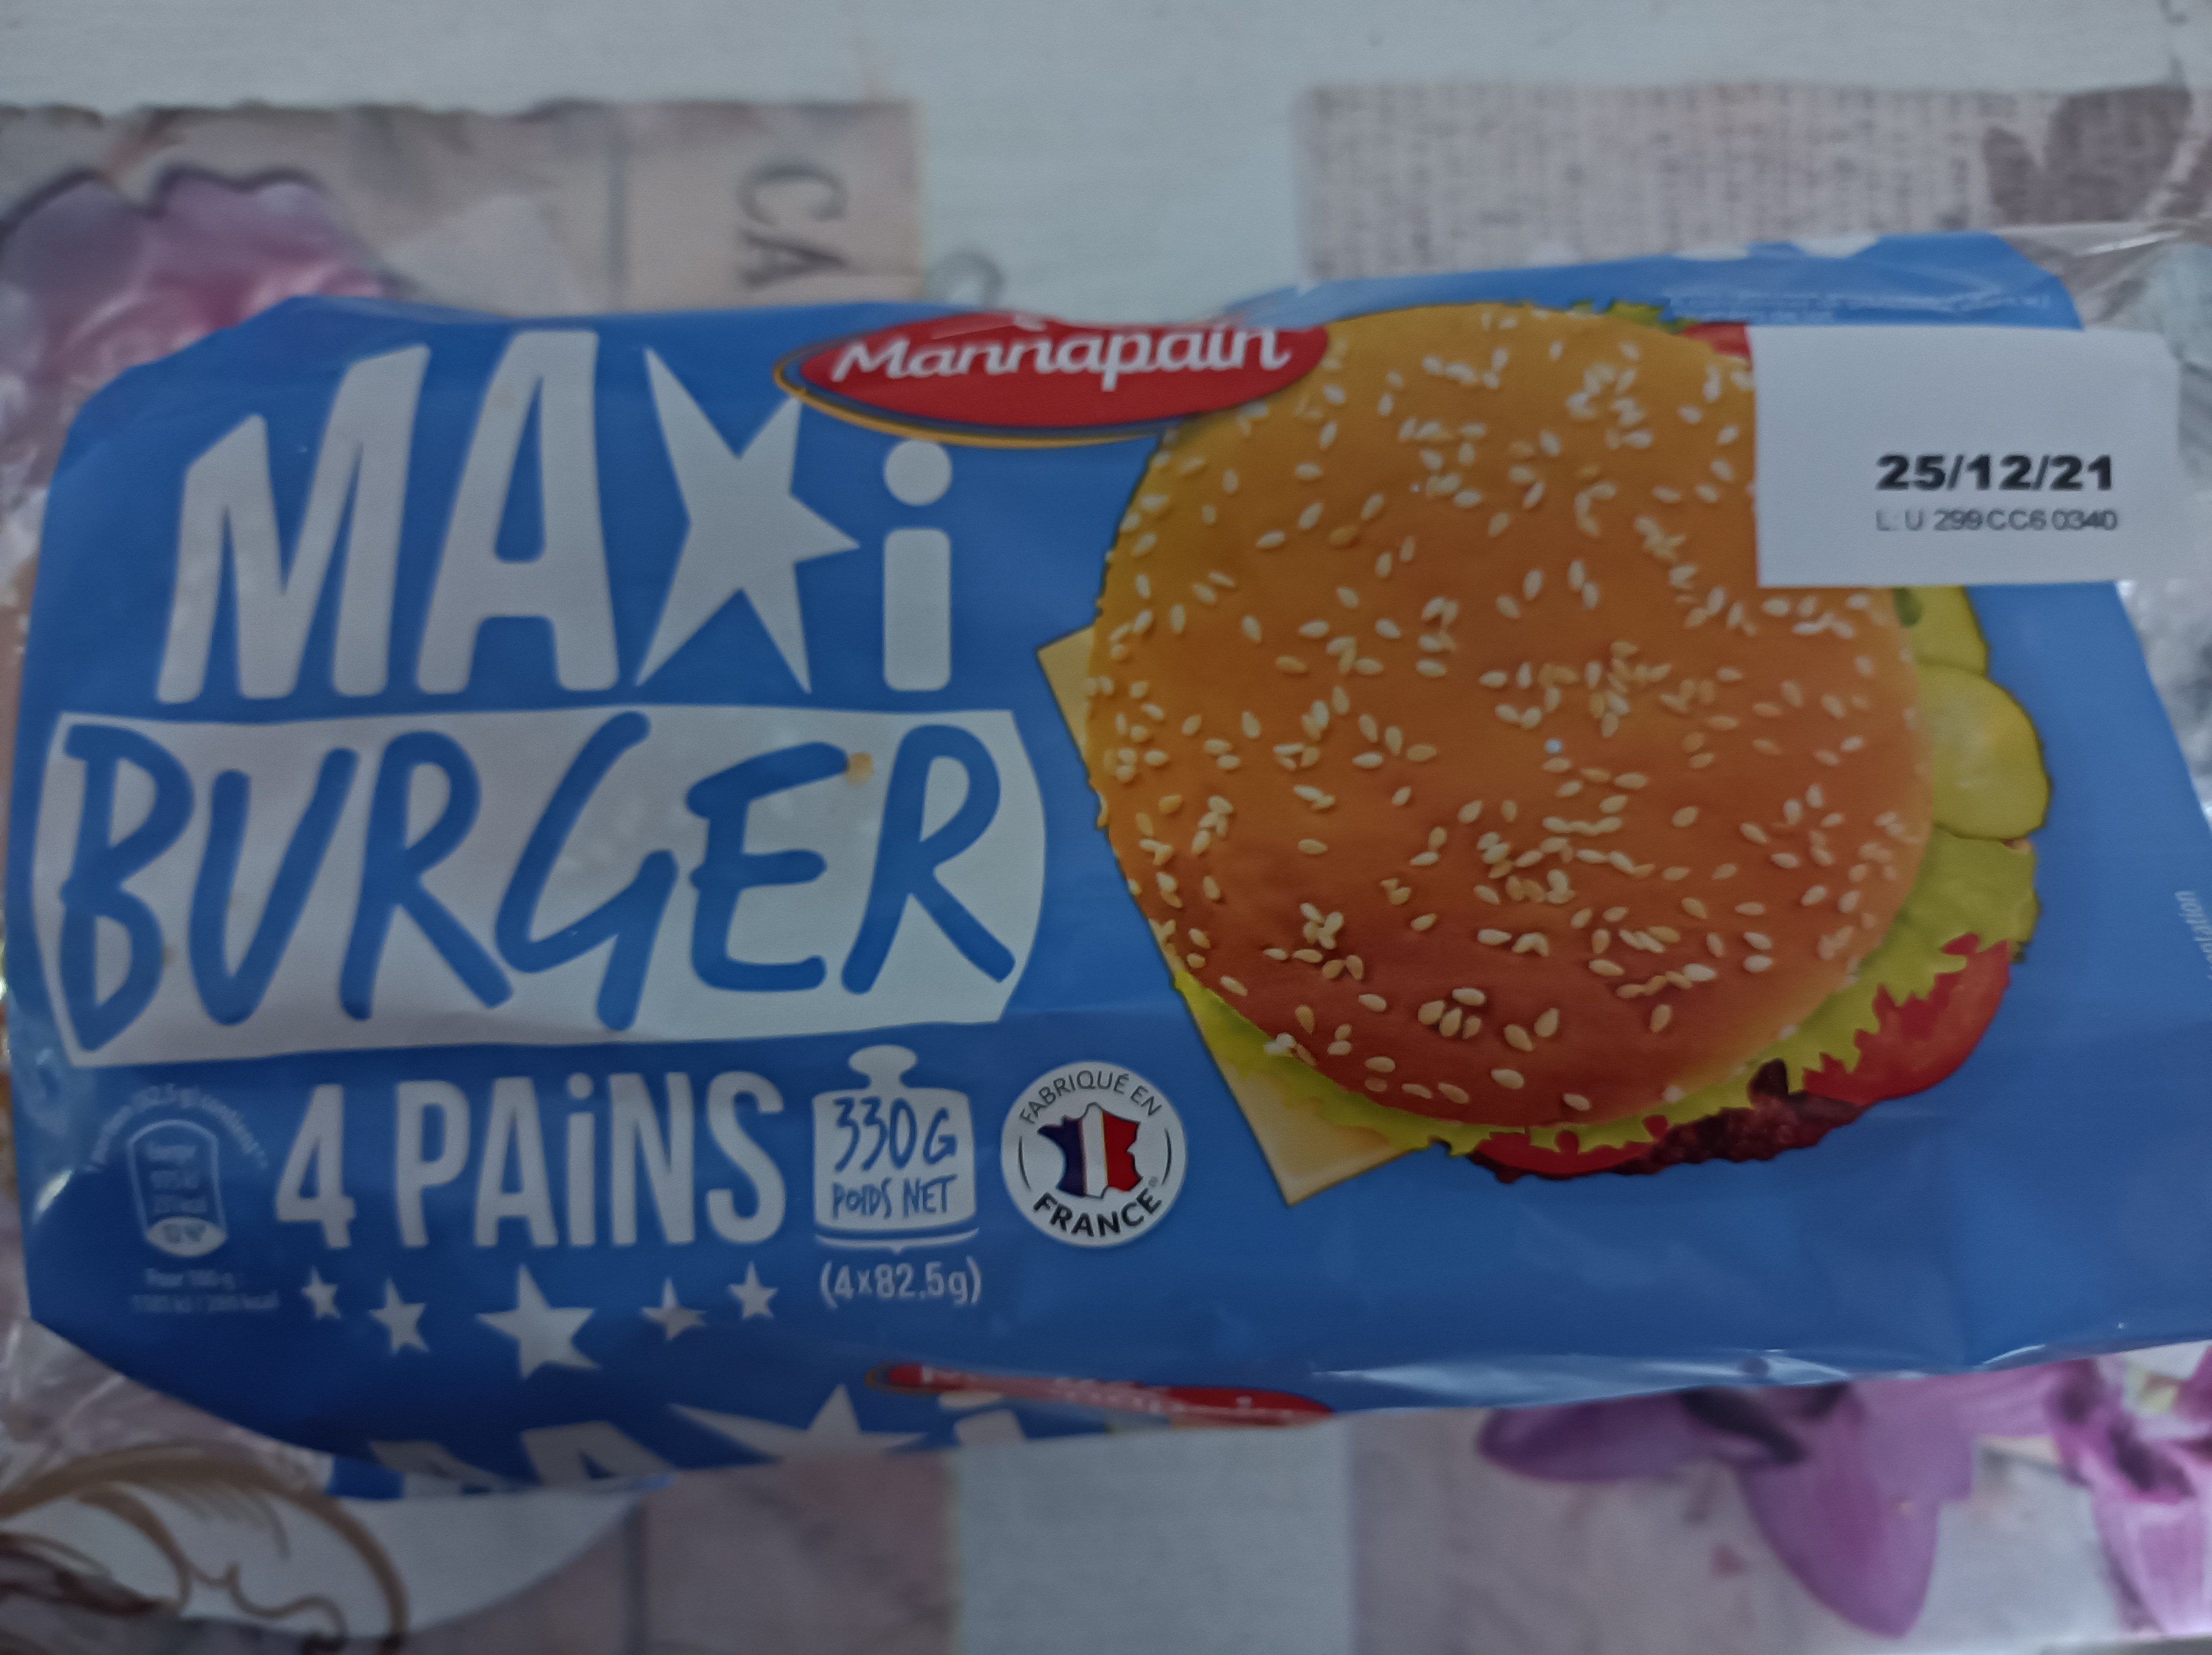 CA
Mannapain
MAXi
25/12/21
L: U 299 CC6 0340
BURGER
4 PAiNS
330G
POIDS NET
(4x82,5g)
FABRIQUÉ EN
FRANCE®